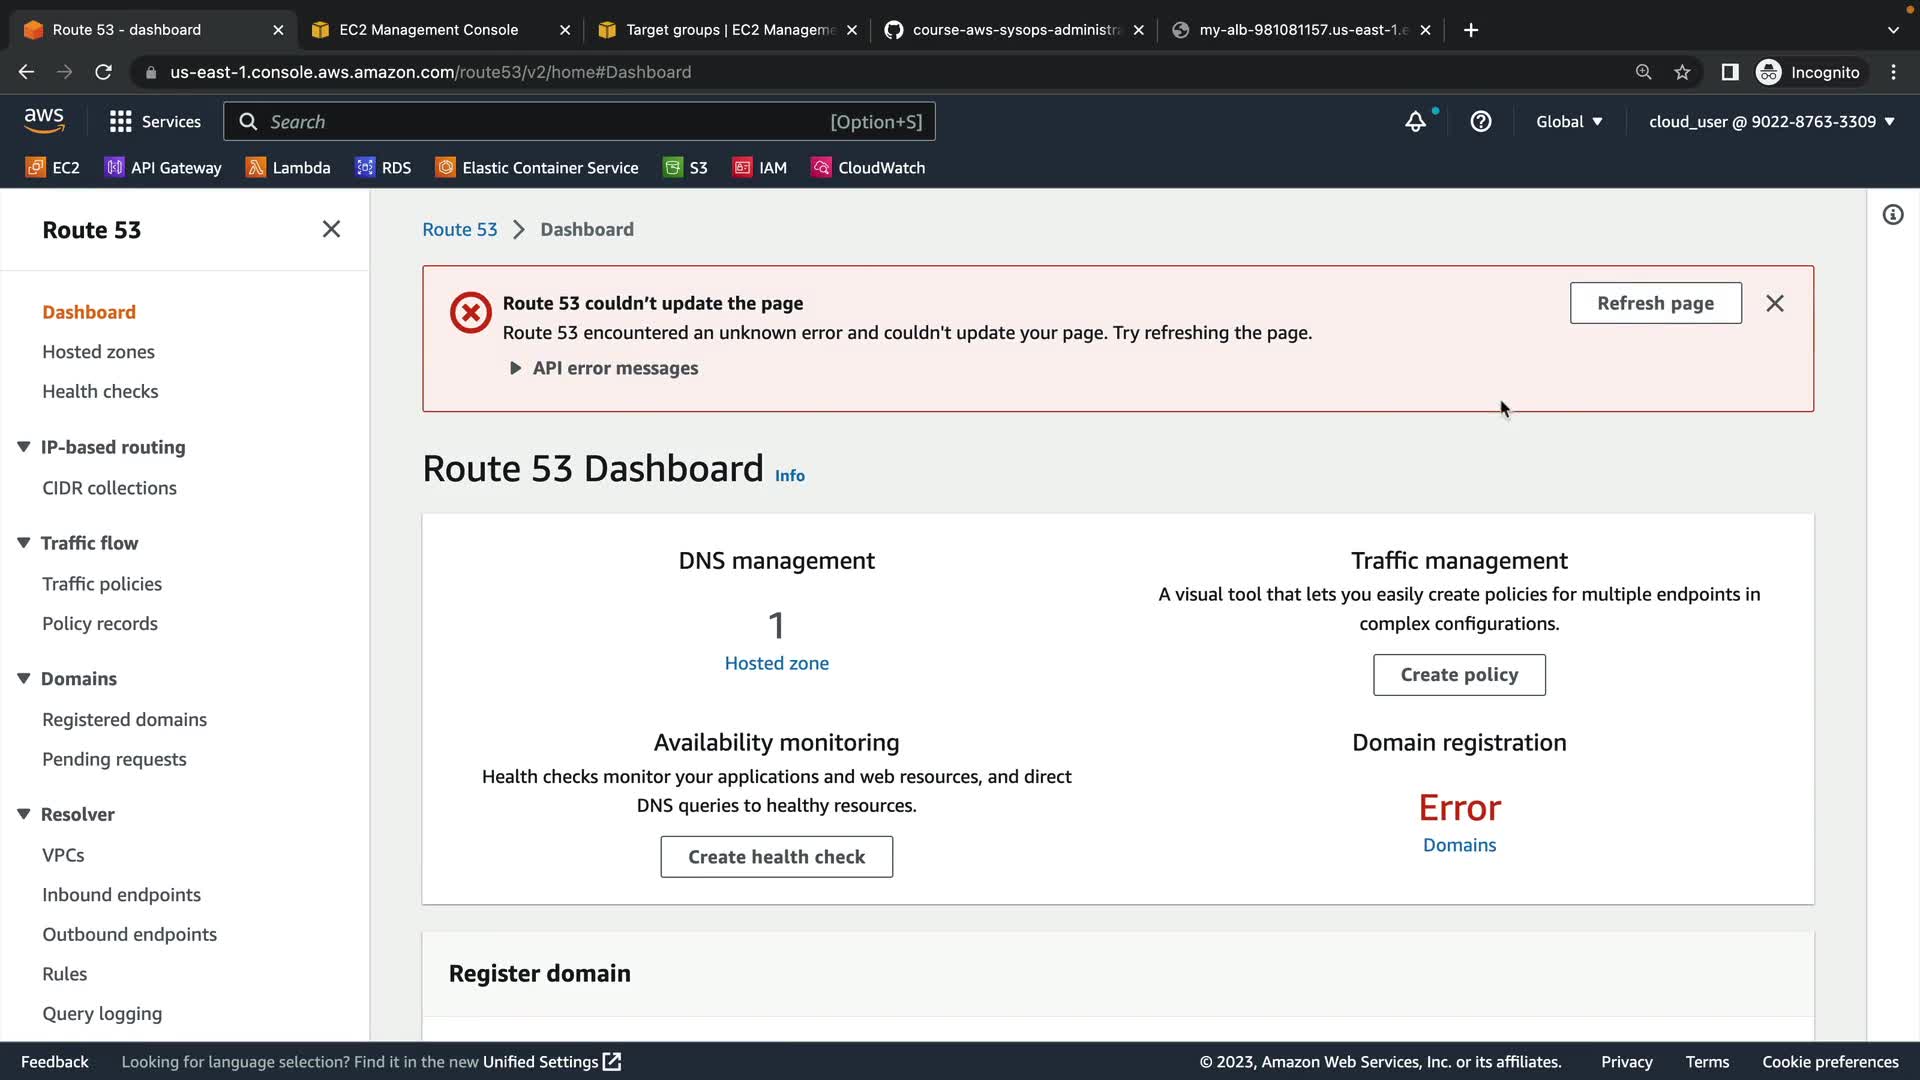 Route 53 - dashboard
EC2 Management Console
Target groups | EC2 Manageme
course-aws-sysops-administra
my-alb-981081157.us-east-1.e
us-east-1.console.aws.amazon.com/route53/v2/home#Dashboard
Incognito
aws
Services
Search
[Option+S]
Global
cloud_user @ 9022-8763-3309
EC2
API Gateway
Lambda
RDS
Elastic Container Service
S3
IAM
CloudWatch
Route 53
Dashboard
Hosted zones
Health checks
IP-based routing
CIDR collections
Traffic flow
Traffic policies
Policy records
Domains
Registered domains
Pending requests
Resolver
VPCs
Inbound endpoints
Outbound endpoints
Rules
Query logging
Route 53 > Dashboard
Route 53 couldn’t update the page
Route 53 encountered an unknown error and couldn't update your page. Try refreshing the page.
API error messages
Refresh page
Route 53 Dashboard Info
DNS management
1
Hosted zone
Traffic management
A visual tool that lets you easily create policies for multiple endpoints in
complex configurations.
Create policy
Availability monitoring
Health checks monitor your applications and web resources, and direct
DNS queries to healthy resources.
Create health check
Domain registration
Error
Domains
Register domain
Feedback
Looking for language selection? Find it in the new Unified Settings
© 2023, Amazon Web Services, Inc. or its affiliates.
Privacy
Terms
Cookie preferences